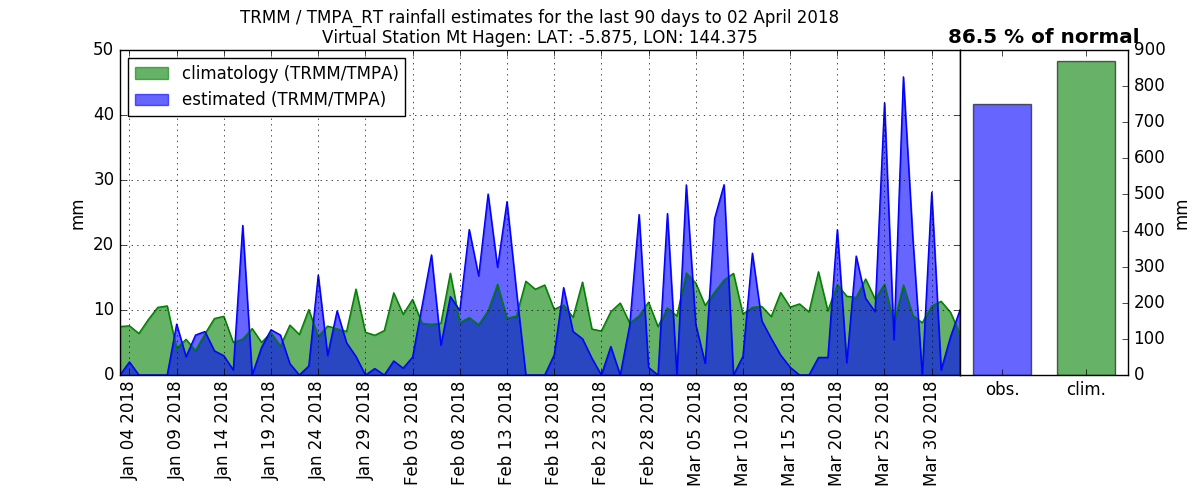 TRMM / TMPA_RT rainfall estimates for the last 90 days to 02 April 2018
Virtual Station Mt Hagen: LAT: -5.875, LON: 144.375
86.5 % of normal
climatology (TRMM/TMPA)
estimated (TRMM/TMPA)
50
40
30
20
10
0
mm
900
800
700
600
500
400
300
200
100
0
mm
Jan 04 2018
Jan 09 2018
Jan 14 2018
Jan 19 2018
Jan 24 2018
Jan 29 2018
Feb 03 2018
Feb 08 2018
Feb 13 2018
Feb 18 2018
Feb 23 2018
Feb 28 2018
Mar 05 2018
Mar 10 2018
Mar 15 2018
Mar 20 2018
Mar 25 2018
Mar 30 2018
obs.
clim.